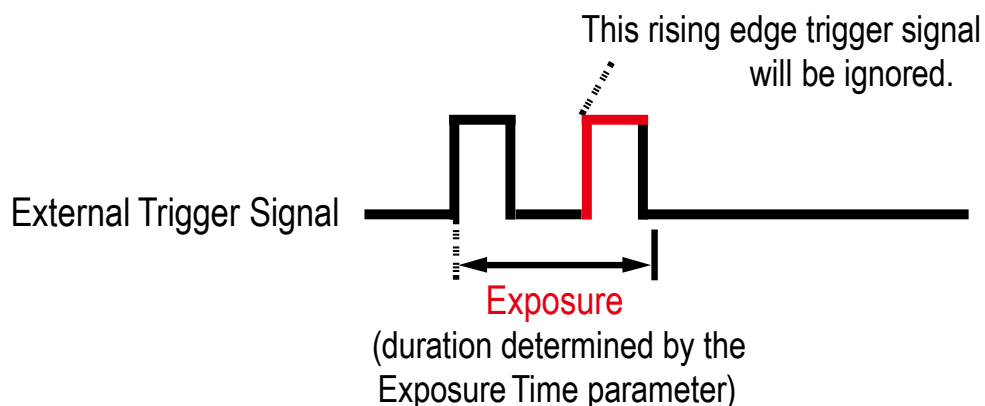 This rising edge trigger signal
will be ignored.
External Trigger Signal
Exposure
(duration determined by the
Exposure Time parameter)